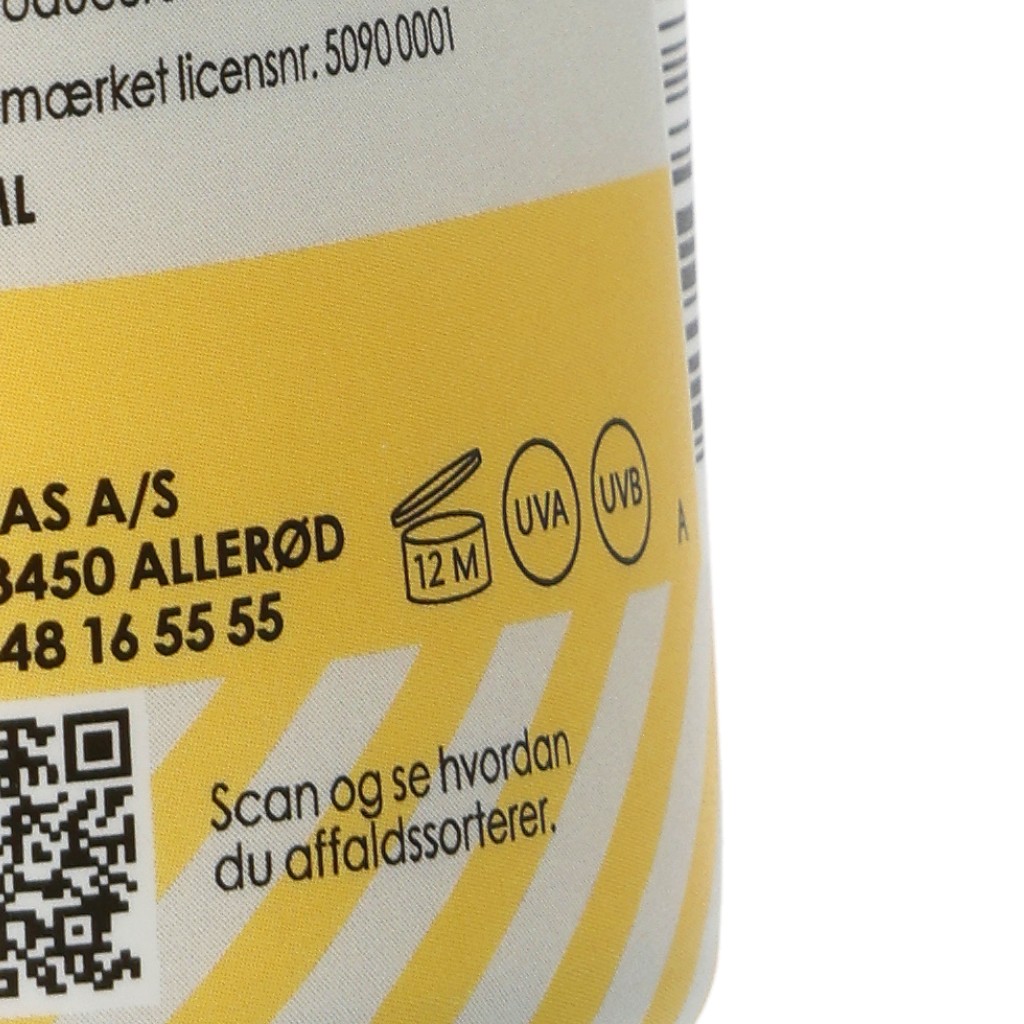 mærket licensnr. 5090 0001
ML
AS A/S
3450 ALLERØD
48 16 55 55
12 M
UVA
UVB
A
Scan og se hvordan
du affaldssorterer.